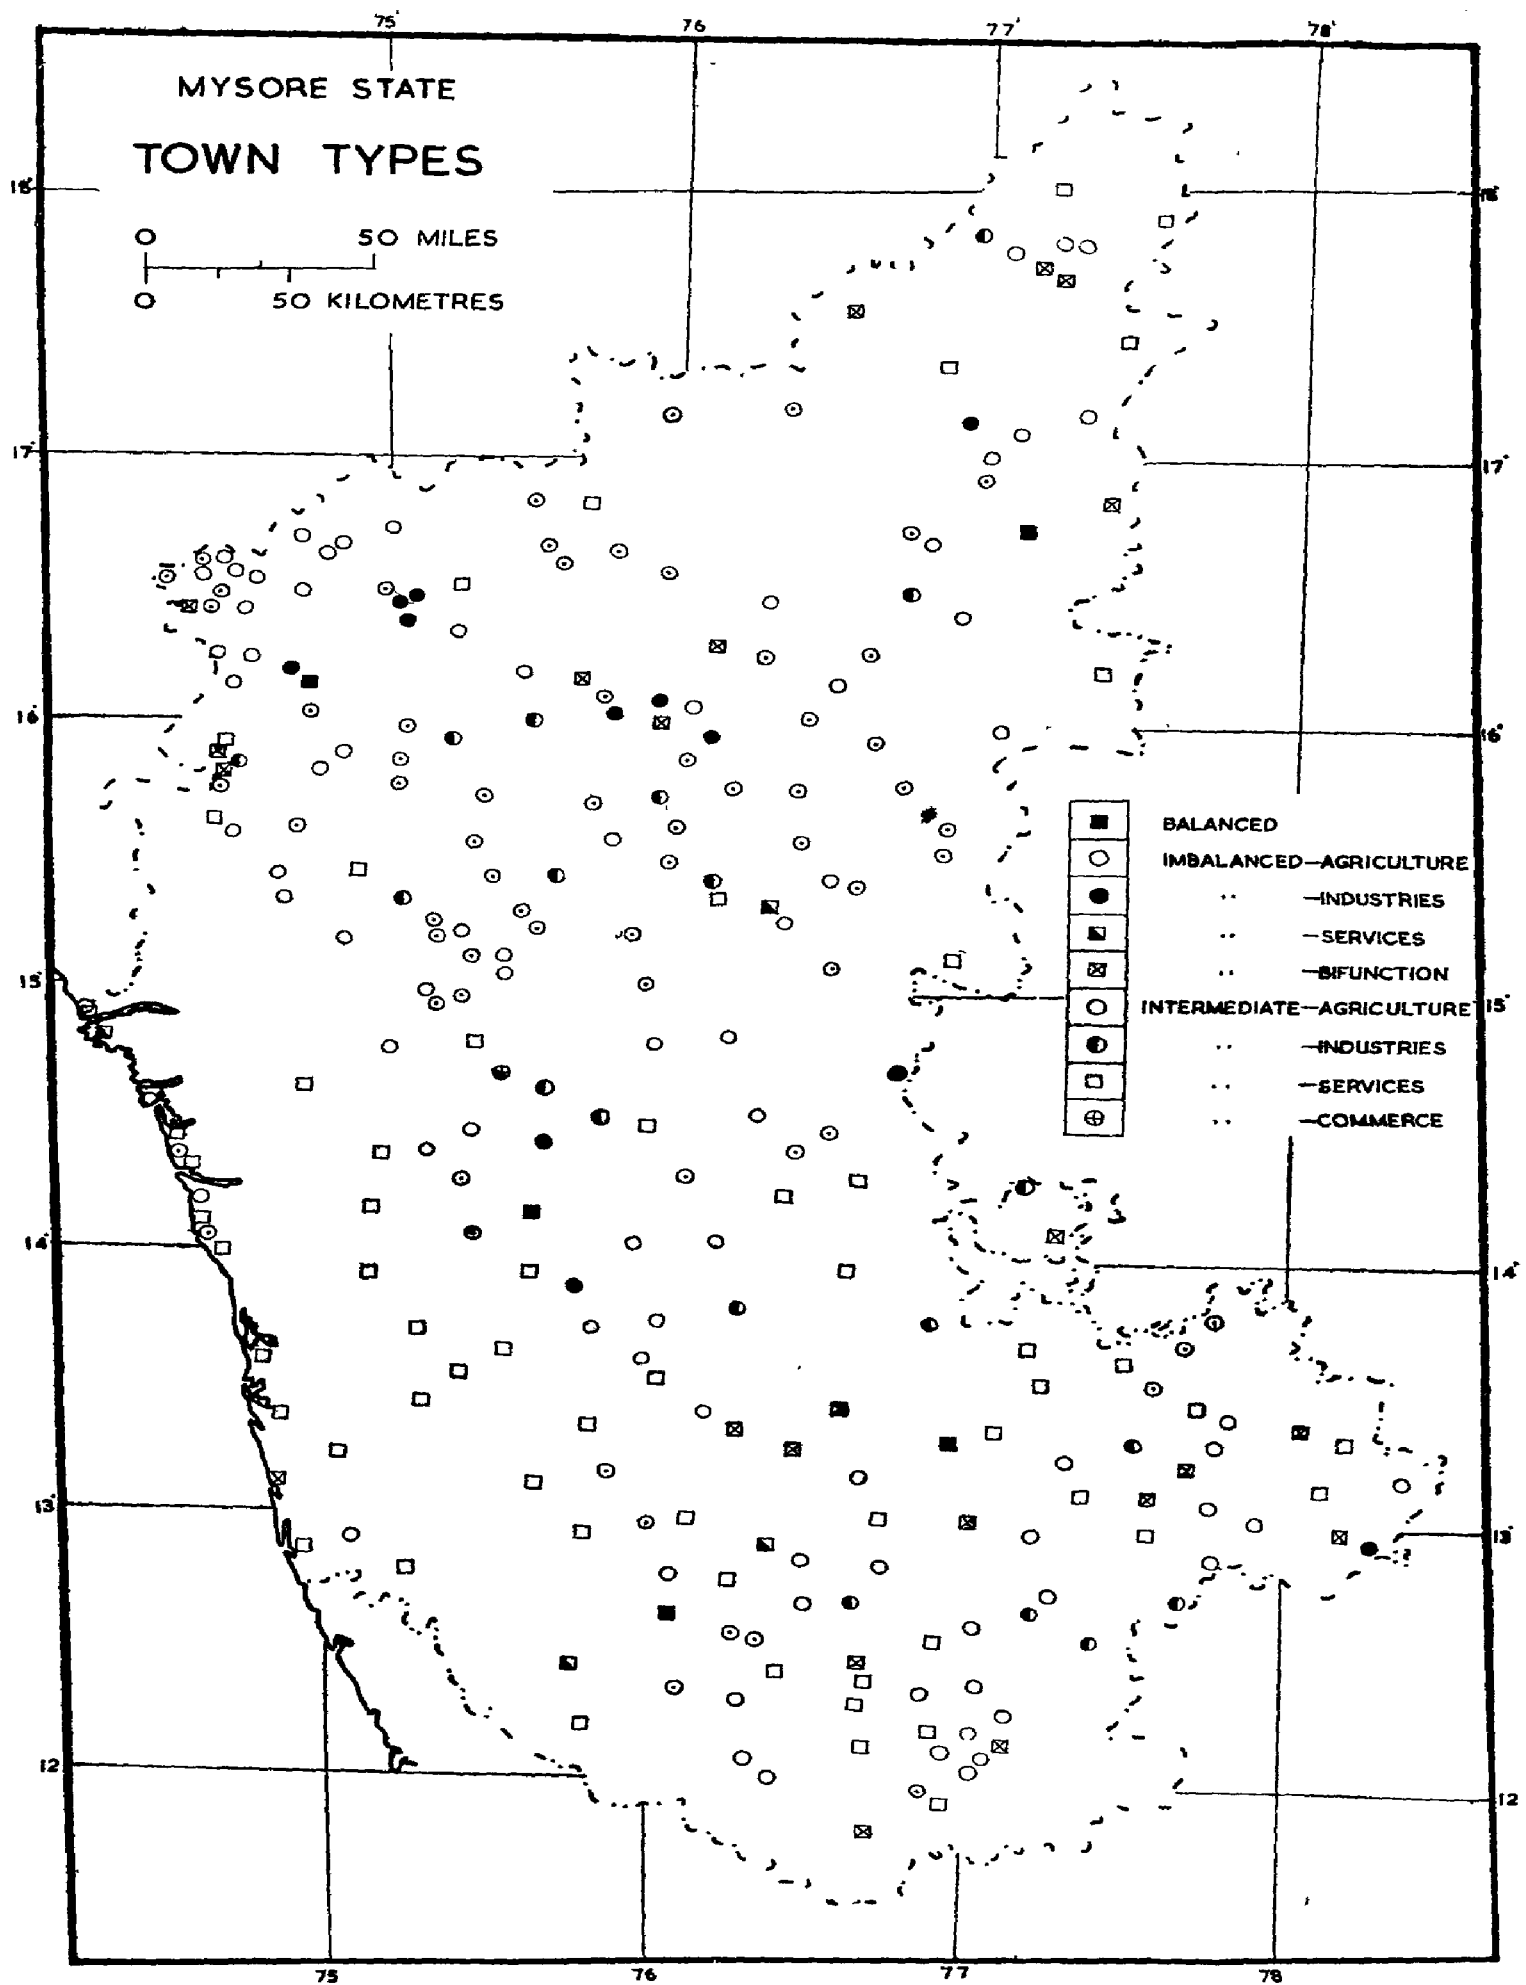 75° 76 77° 78°
MYSORE STATE
TOWN TYPES
18° 18°
0 50 MILES
0 50 KILOMETRES
17° 17°
16° 16°
BALANCED
IMBALANCED—AGRICULTURE
·· —INDUSTRIES
·· —SERVICES
·· —BIFUNCTION
INTERMEDIATE—AGRICULTURE
·· —INDUSTRIES
·· —SERVICES
·· —COMMERCE
15° 15°
14° 14°
13° 13°
12 12
75 76 77 78